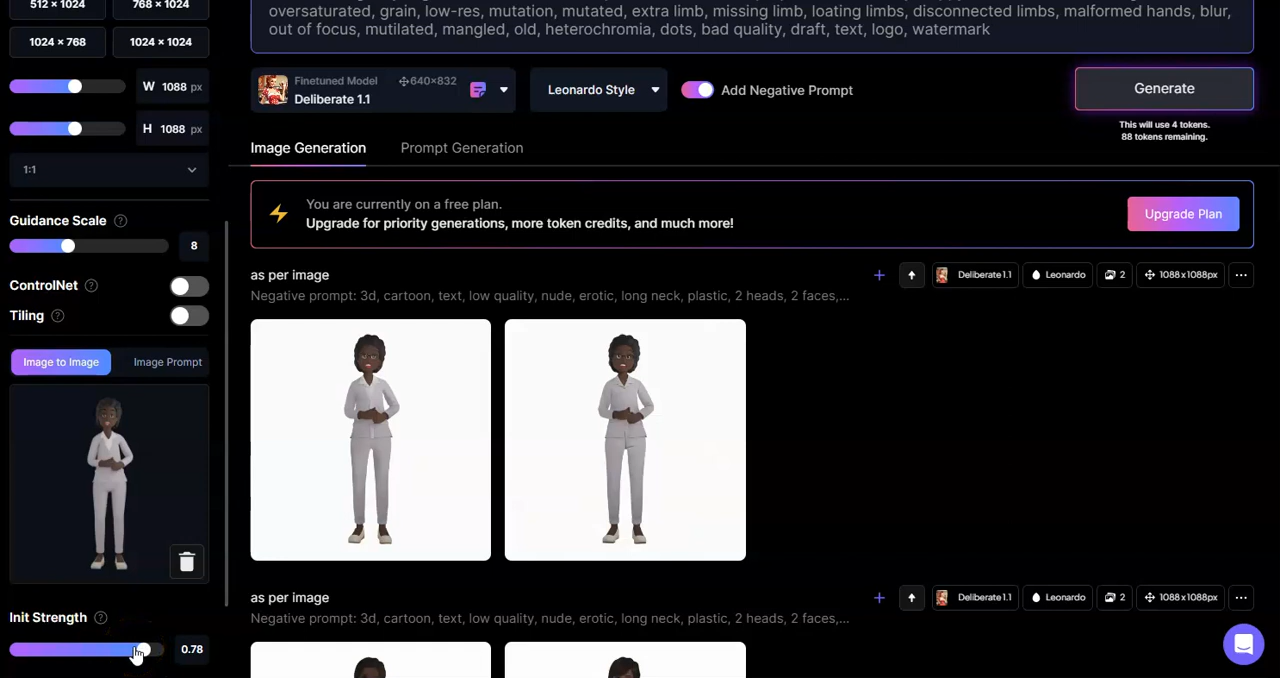 512 × 1024
768 × 1024
1024 × 768
1024 × 1024
W 1088 px
H 1088 px
1:1
Guidance Scale ?
8
ControlNet ?
Tiling ?
Image to Image
Image Prompt
Init Strength ?
0.78
oversaturated, grain, low-res, mutation, mutated, extra limb, missing limb, loating limbs, disconnected limbs, malformed hands, blur,
out of focus, mutilated, mangled, old, heterochromia, dots, bad quality, draft, text, logo, watermark
Finetuned Model
640×832
Deliberate 1.1
Leonardo Style
Add Negative Prompt
Generate
This will use 4 tokens.
88 tokens remaining.
Image Generation
Prompt Generation
You are currently on a free plan.
Upgrade for priority generations, more token credits, and much more!
Upgrade Plan
as per image
Deliberate 1.1
Leonardo
2
1088x1088px
Negative prompt: 3d, cartoon, text, low quality, nude, erotic, long neck, plastic, 2 heads, 2 faces,...
as per image
Deliberate 1.1
Leonardo
2
1088x1088px
Negative prompt: 3d, cartoon, text, low quality, nude, erotic, long neck, plastic, 2 heads, 2 faces,...